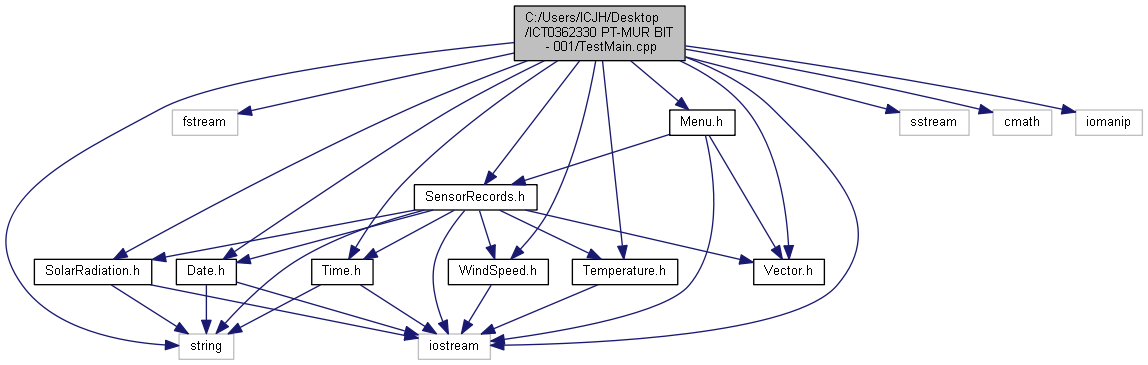 C:/Users/ICJH/Desktop
/ICT0362330 PT-MUR BIT
- 001/TestMain.cpp
fstream
Menu.h
sstream
cmath
iomanip
SensorRecords.h
SolarRadiation.h
Date.h
Time.h
WindSpeed.h
Temperature.h
Vector.h
string
iostream